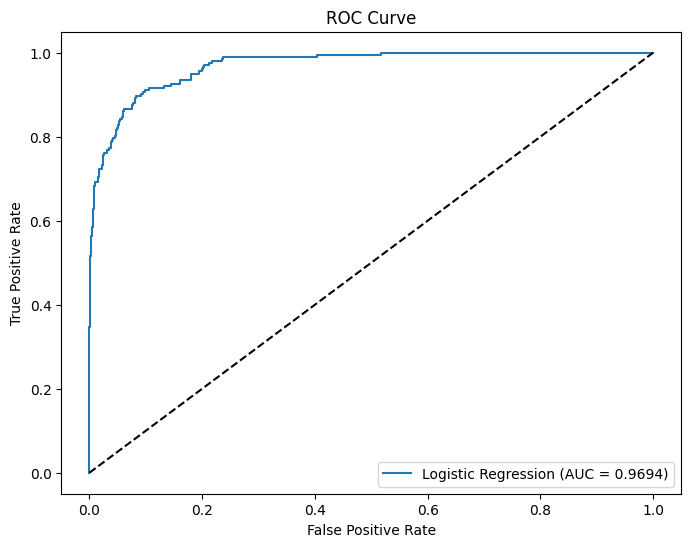 ROC Curve
1.0
0.8
0.6
0.4
0.2
0.0
True Positive Rate
Logistic Regression (AUC = 0.9694)
0.0 0.2 0.4 0.6 0.8 1.0
False Positive Rate